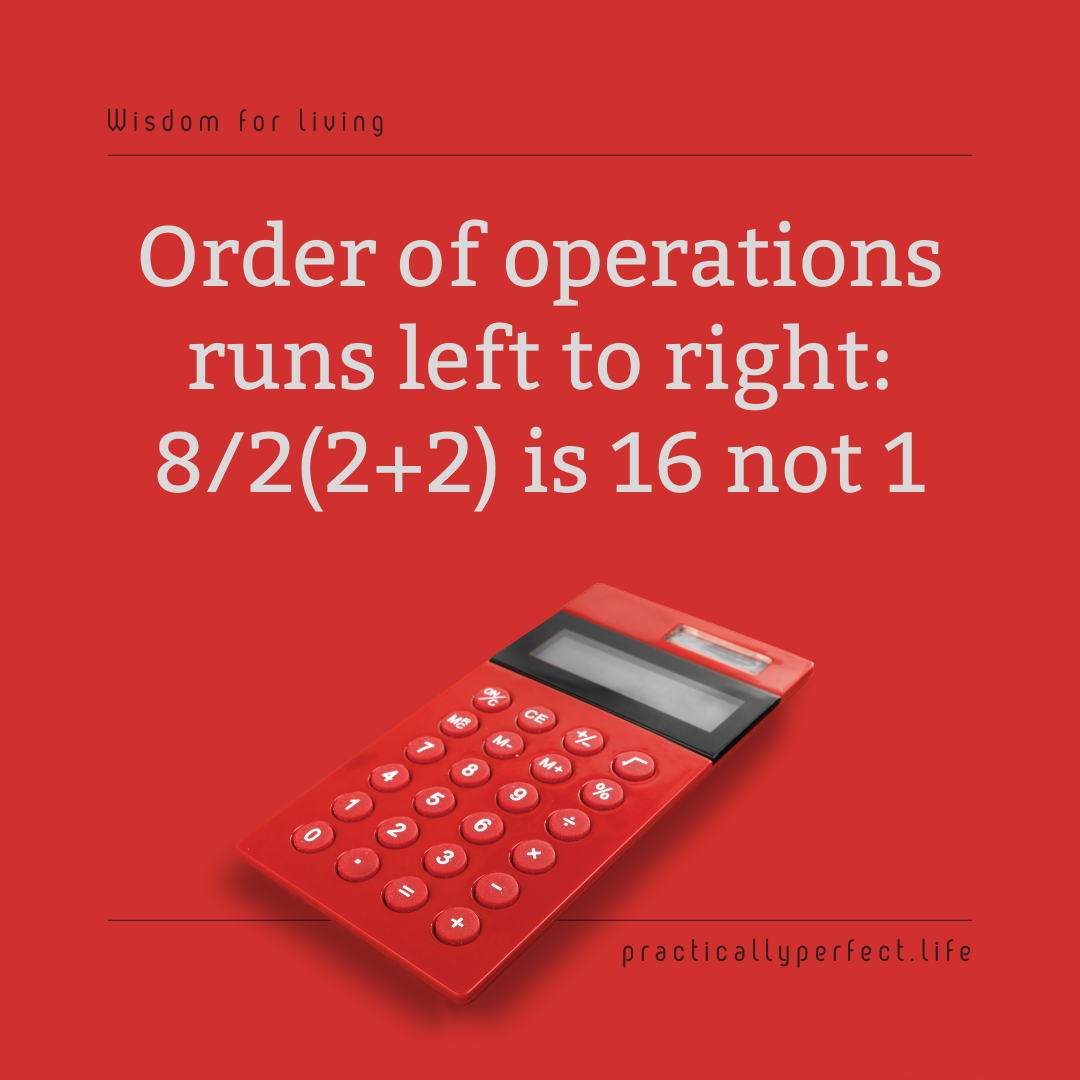 Wisdom for living
Order of operations
runs left to right:
8/2(2+2) is 16 not 1
ON/C CE +/- √
MRC M- M+ %
7 8 9 ÷
4 5 6 ×
1 2 3 -
0 . = +
practicallyperfect.life